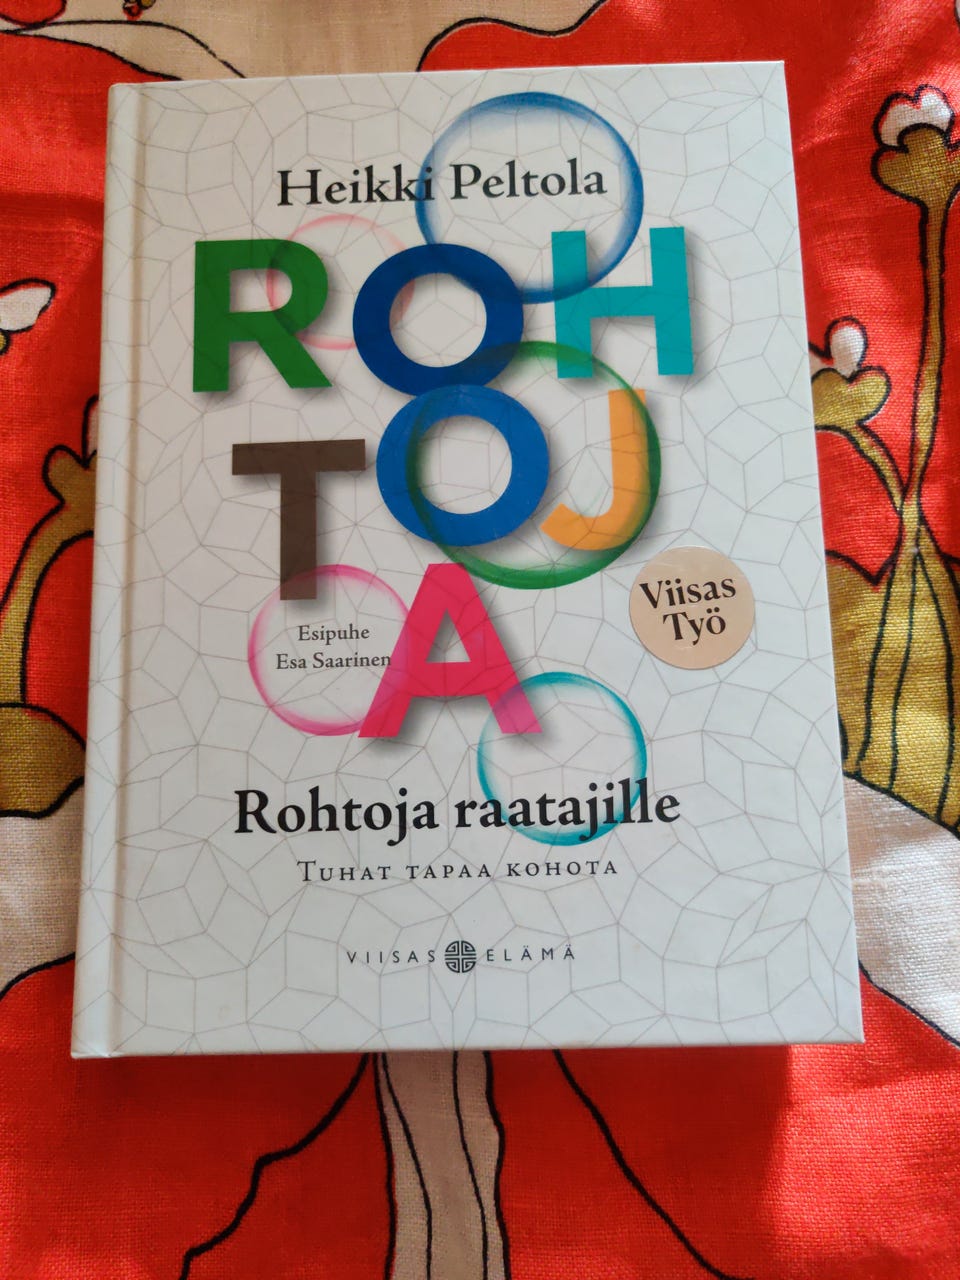 Heikki Peltola
ROH
TOJ
A
Esipuhe
Esa Saarinen
Viisas
Työ
Rohtoja raatajille
TUHAT TAPAA KOHOTA
VIISAS ELÄMÄ